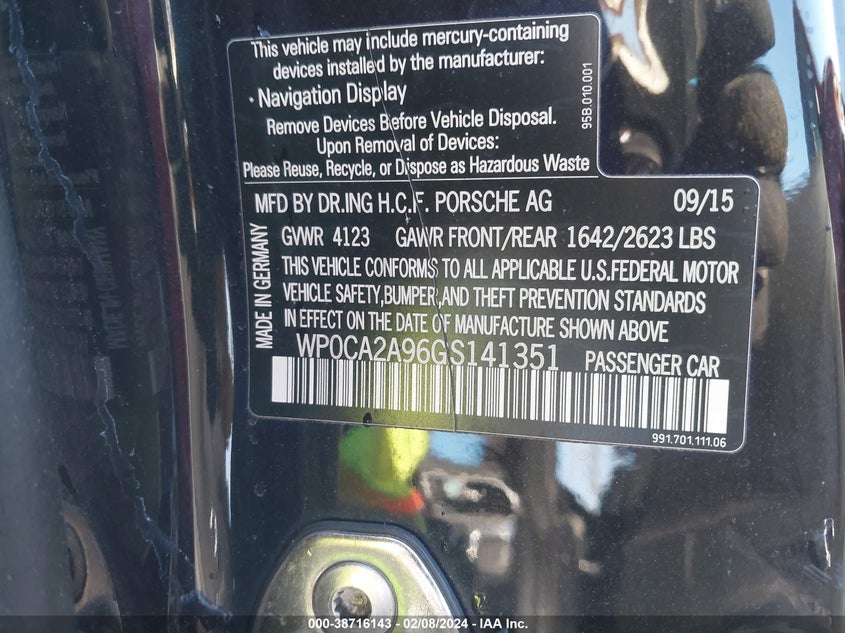 This vehicle may include mercury-containing
devices installed by the manufacturer:
· Navigation Display
Remove Devices Before Vehicle Disposal.
Upon Removal of Devices:
Please Reuse, Recycle, or Dispose as Hazardous Waste
95B.010.001
MFD BY DR.ING H.C.F. PORSCHE AG 09/15
GVWR 4123 GAWR FRONT/REAR 1642/2623 LBS
THIS VEHICLE CONFORMS TO ALL APPLICABLE U.S.FEDERAL MOTOR
VEHICLE SAFETY,BUMPER,AND THEFT PREVENTION STANDARDS
IN EFFECT ON THE DATE OF MANUFACTURE SHOWN ABOVE
MADE IN GERMANY
WP0CA2A96GS141351 PASSENGER CAR
991.701.111.06
000-38716143 — 02/08/2024 — IAA Inc.